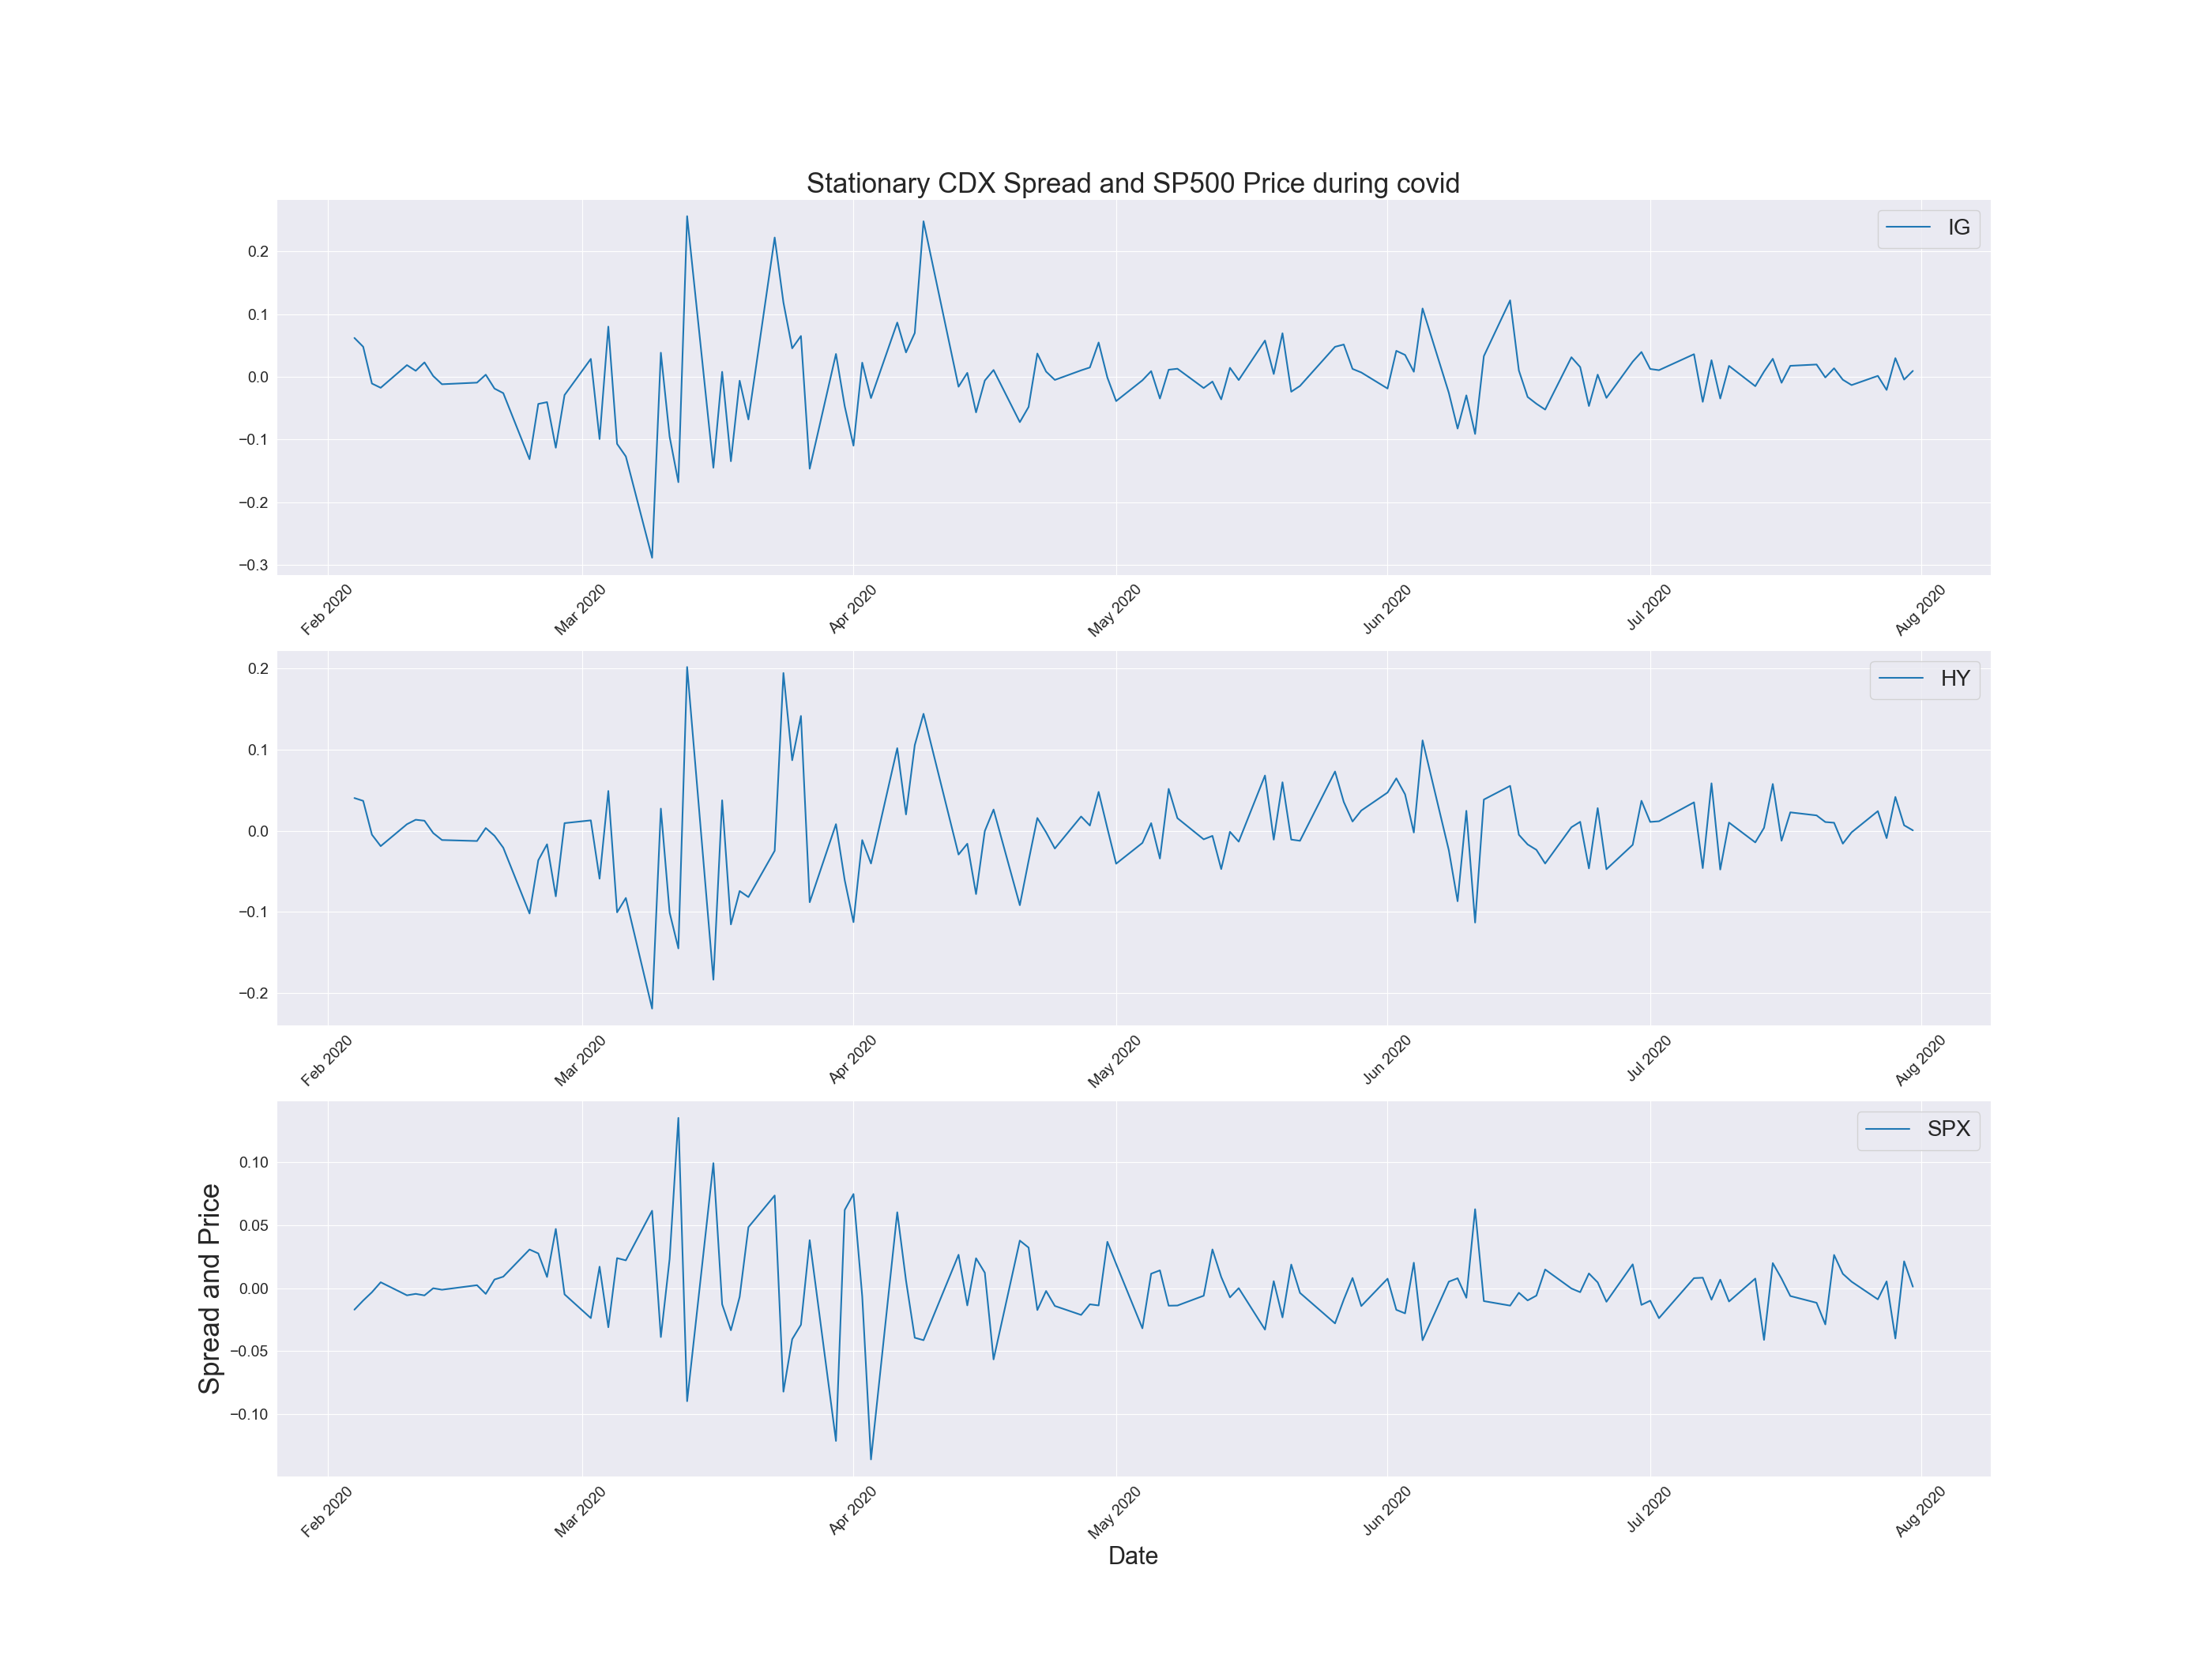 Stationary CDX Spread and SP500 Price during covid
IG
0.2
0.1
0.0
−0.1
−0.2
−0.3
Feb 2020
Mar 2020
Apr 2020
May 2020
Jun 2020
Jul 2020
Aug 2020
HY
0.2
0.1
0.0
−0.1
−0.2
Feb 2020
Mar 2020
Apr 2020
May 2020
Jun 2020
Jul 2020
Aug 2020
SPX
0.10
0.05
0.00
−0.05
−0.10
Spread and Price
Feb 2020
Mar 2020
Apr 2020
May 2020
Jun 2020
Jul 2020
Aug 2020
Date